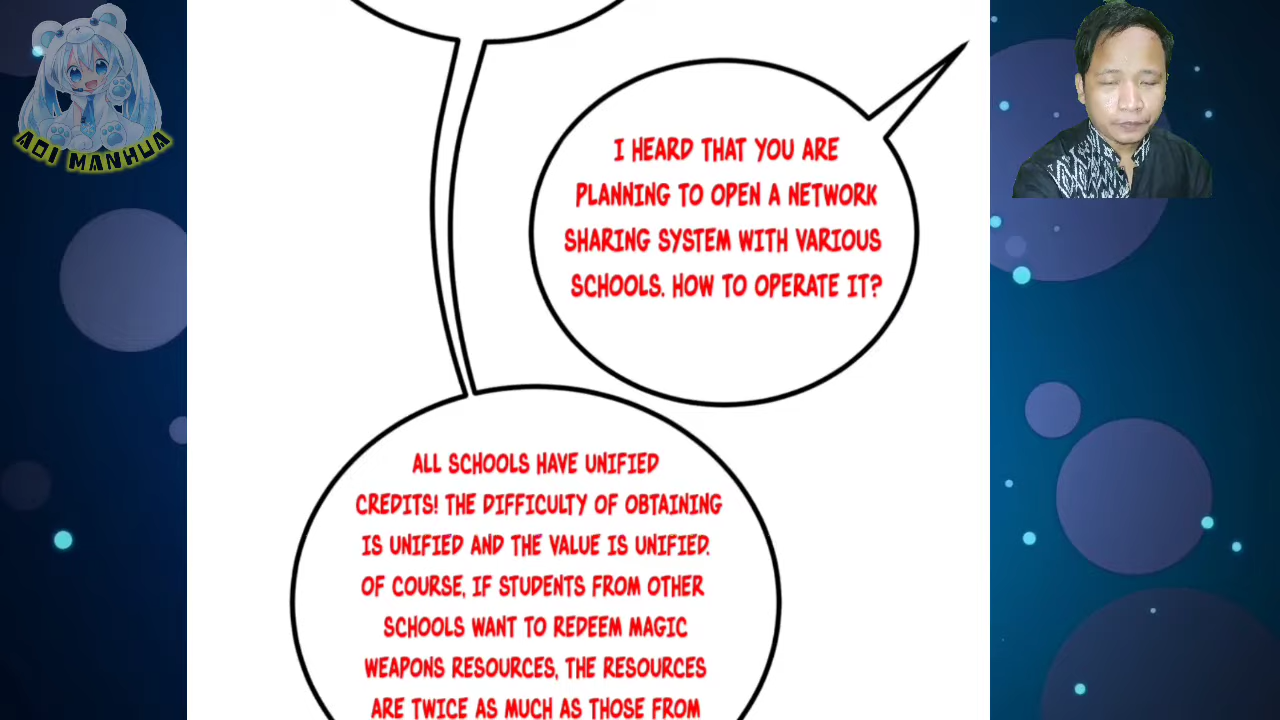 AOI MANHUA
I HEARD THAT YOU ARE
PLANNING TO OPEN A NETWORK
SHARING SYSTEM WITH VARIOUS
SCHOOLS. HOW TO OPERATE IT?
ALL SCHOOLS HAVE UNIFIED
CREDITS! THE DIFFICULTY OF OBTAINING
IS UNIFIED AND THE VALUE IS UNIFIED.
OF COURSE, IF STUDENTS FROM OTHER
SCHOOLS WANT TO REDEEM MAGIC
WEAPONS RESOURCES, THE RESOURCES
ARE TWICE AS MUCH AS THOSE FROM